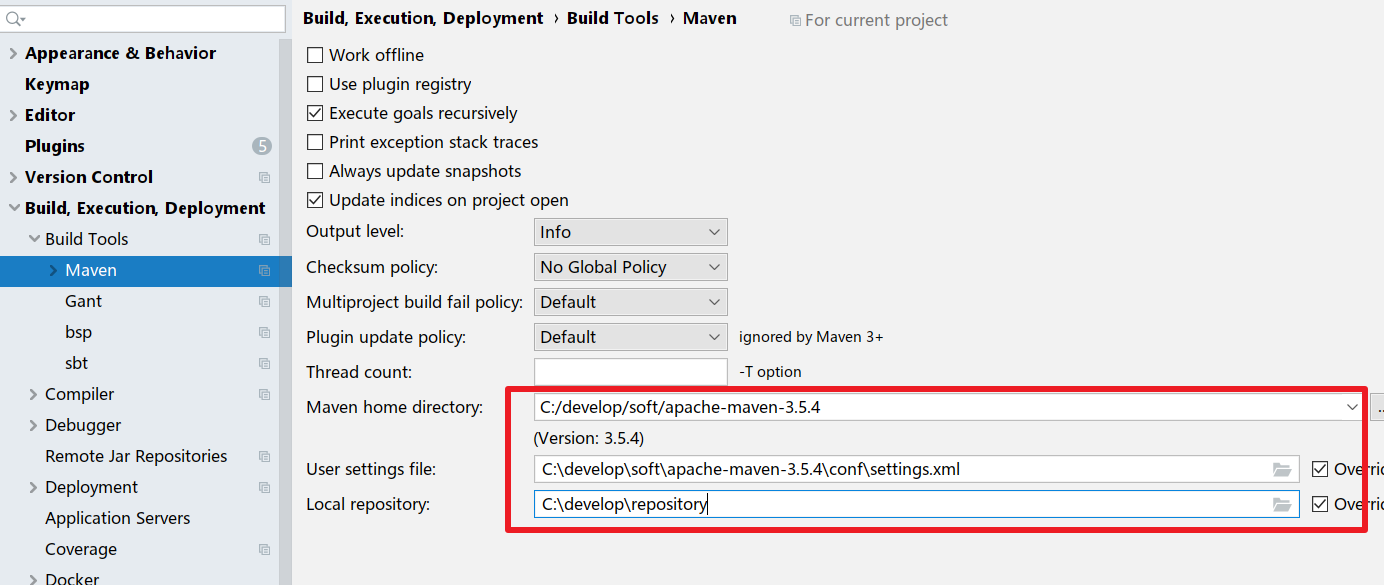 Build, Execution, Deployment › Build Tools › Maven For current project
Appearance & Behavior
Keymap
Editor
Plugins 5
Version Control
Build, Execution, Deployment
Build Tools
Maven
Gant
bsp
sbt
Compiler
Debugger
Remote Jar Repositories
Deployment
Application Servers
Coverage
Docker
Work offline
Use plugin registry
Execute goals recursively
Print exception stack traces
Always update snapshots
Update indices on project open
Output level: Info
Checksum policy: No Global Policy
Multiproject build fail policy: Default
Plugin update policy: Default ignored by Maven 3+
Thread count: -T option
Maven home directory: C:/develop/soft/apache-maven-3.5.4 ..
(Version: 3.5.4)
User settings file: C:\develop\soft\apache-maven-3.5.4\conf\settings.xml Overric
Local repository: C:\develop\repository Overric